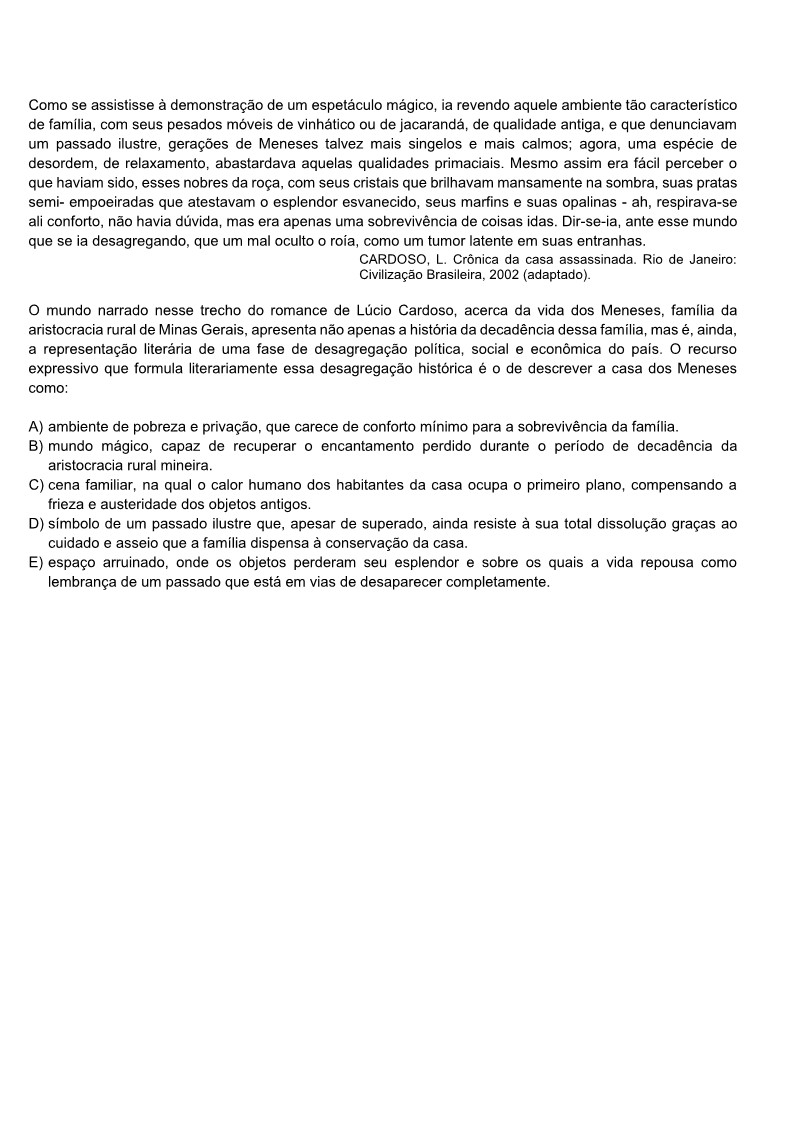 Como se assistisse à demonstração de um espetáculo mágico, ia revendo aquele ambiente tão característico
de família, com seus pesados móveis de vinhático ou de jacarandá, de qualidade antiga, e que denunciavam
um passado ilustre, gerações de Meneses talvez mais singelos e mais calmos; agora, uma espécie de
desordem, de relaxamento, abastardava aquelas qualidades primaciais. Mesmo assim era fácil perceber o
que haviam sido, esses nobres da roça, com seus cristais que brilhavam mansamente na sombra, suas pratas
semi- empoeiradas que atestavam o esplendor esvanecido, seus marfins e suas opalinas - ah, respirava-se
ali conforto, não havia dúvida, mas era apenas uma sobrevivência de coisas idas. Dir-se-ia, ante esse mundo
que se ia desagregando, que um mal oculto o roía, como um tumor latente em suas entranhas.
CARDOSO, L. Crônica da casa assassinada. Rio de Janeiro:
Civilização Brasileira, 2002 (adaptado).
O mundo narrado nesse trecho do romance de Lúcio Cardoso, acerca da vida dos Meneses, família da
aristocracia rural de Minas Gerais, apresenta não apenas a história da decadência dessa família, mas é, ainda,
a representação literária de uma fase de desagregação política, social e econômica do país. O recurso
expressivo que formula literariamente essa desagregação histórica é o de descrever a casa dos Meneses
como:
A) ambiente de pobreza e privação, que carece de conforto mínimo para a sobrevivência da família.
B) mundo mágico, capaz de recuperar o encantamento perdido durante o período de decadência da
aristocracia rural mineira.
C) cena familiar, na qual o calor humano dos habitantes da casa ocupa o primeiro plano, compensando a
frieza e austeridade dos objetos antigos.
D) símbolo de um passado ilustre que, apesar de superado, ainda resiste à sua total dissolução graças ao
cuidado e asseio que a família dispensa à conservação da casa.
E) espaço arruinado, onde os objetos perderam seu esplendor e sobre os quais a vida repousa como
lembrança de um passado que está em vias de desaparecer completamente.